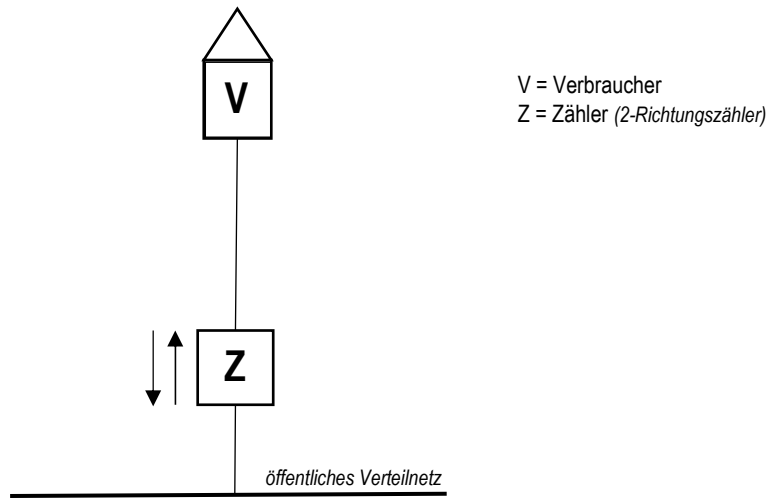 V
V = Verbraucher
Z = Zähler (2-Richtungszähler)
Z
öffentliches Verteilnetz